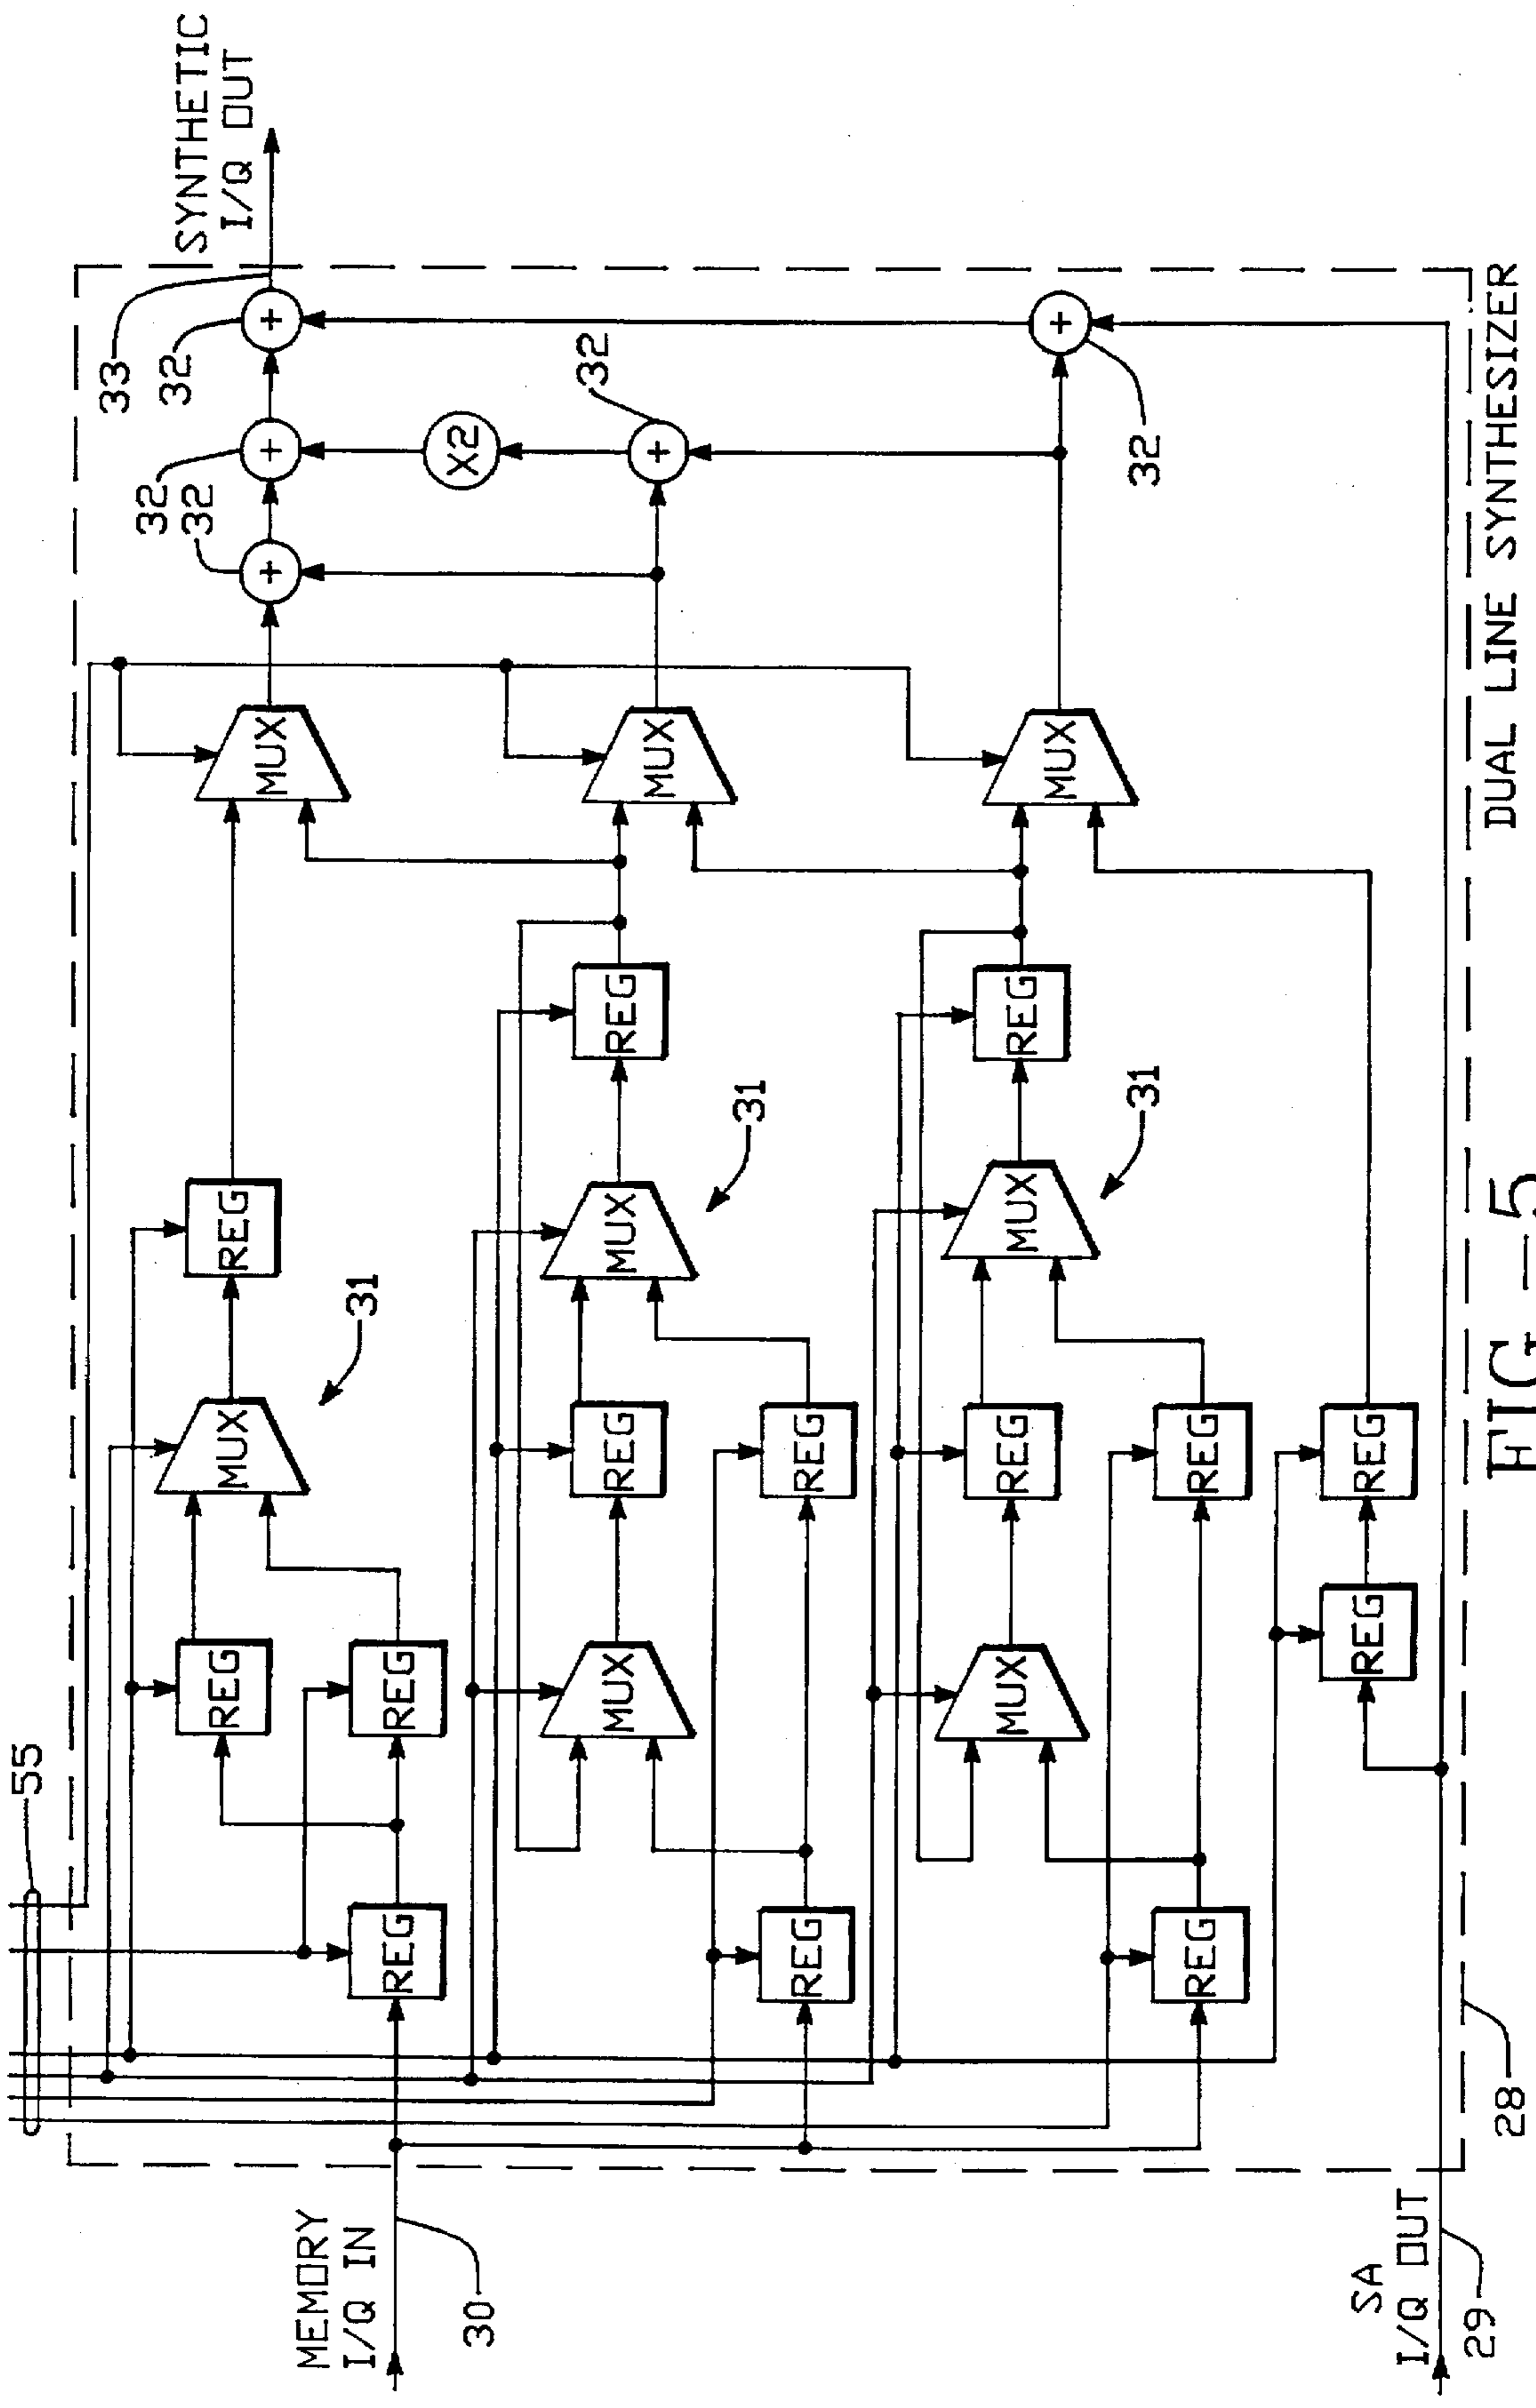 55
MEMORY
I/Q IN
30
REG
REG
REG
MUX
REG
31
MUX
32
32
32
33
SYNTHETIC
I/Q OUT
REG
MUX
REG
REG
MUX
31
REG
MUX
32
X2
REG
MUX
REG
REG
MUX
31
REG
MUX
32
REG
REG
SA
I/Q OUT
29
28
DUAL LINE SYNTHESIZER
FIG-5
+
+
+
+
+